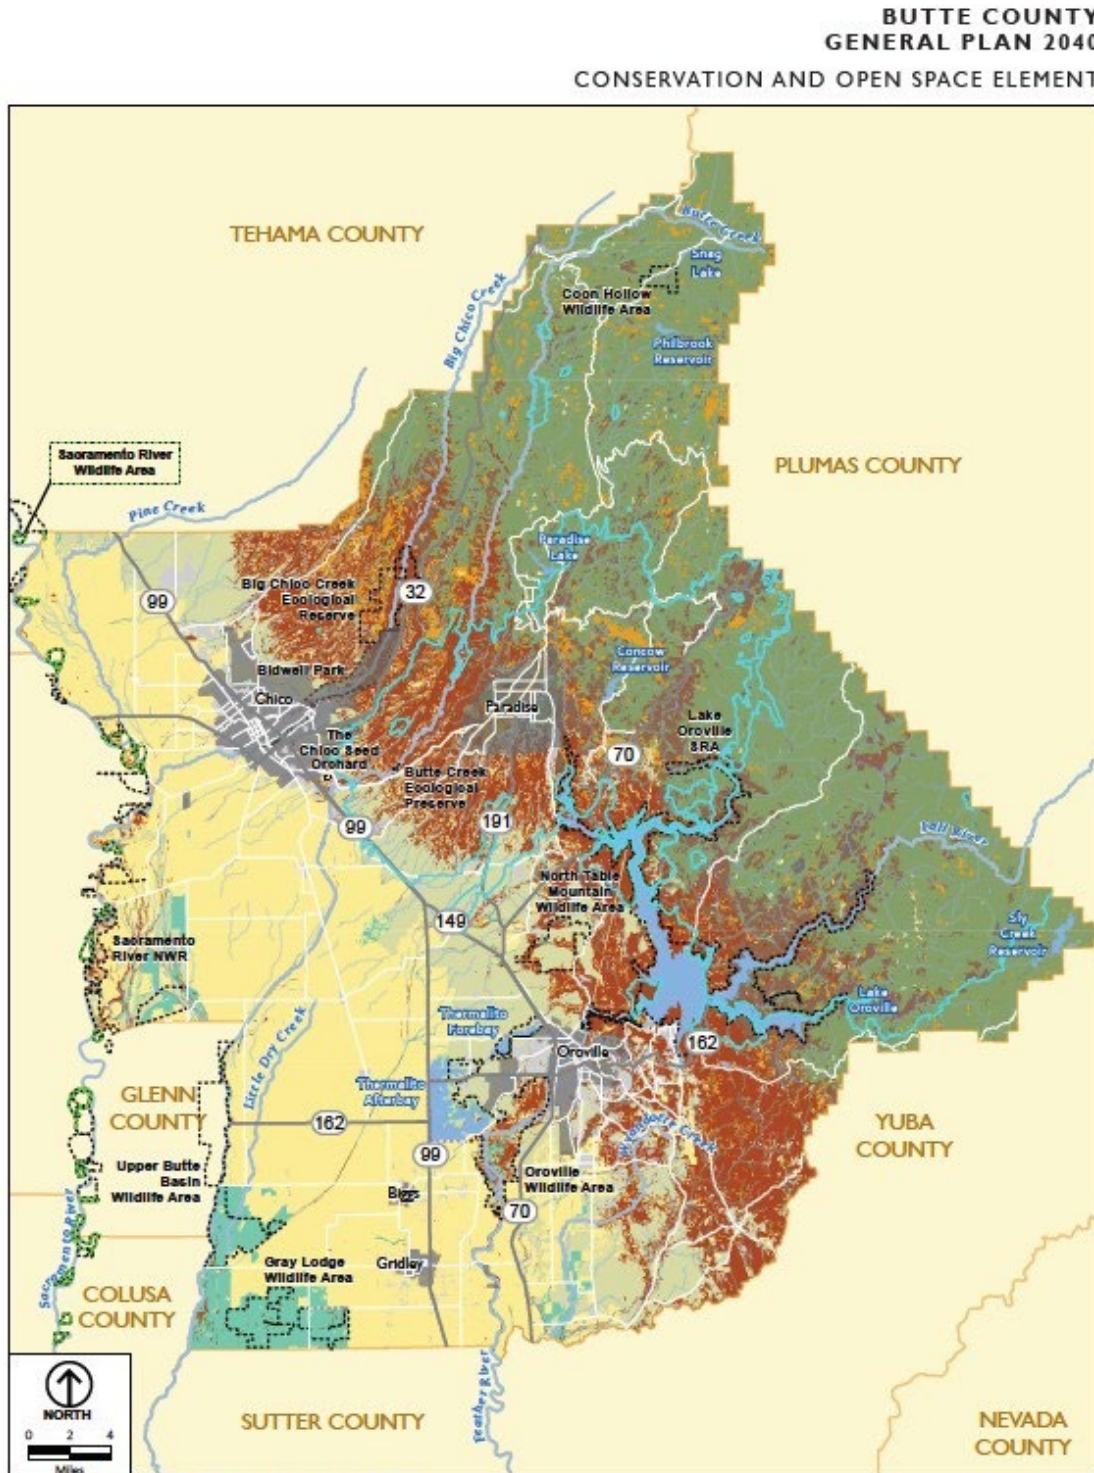 BUTTE COUNTY
GENERAL PLAN 2040
CONSERVATION AND OPEN SPACE ELEMENT
TEHAMA COUNTY
Butte Creek
Snag
Lake
Big Chico Creek
Coon Hollow
Wildlife Area
Philbrook
Reservoir
Sacramento River
Wildlife Area
PLUMAS COUNTY
Pine Creek
Paradise
Lake
Big Chico Creek
Ecological
Reserve
32
99
Concow
Reservoir
Bidwell Park
Chico
Paradise
Lake
Oroville
SRA
The
Chico Seed
Orchard
70
Butte Creek
Ecological
Preserve
191
99
Fall River
North Table
Mountain
Wildlife Area
149
Sly
Creek
Reservoir
Sacramento
River NWR
Lake
Oroville
Thermalito
Forebay
Little Dry Creek
162
Oroville
Thermalito
Afterbay
GLENN
COUNTY
162
YUBA
COUNTY
Wyandotte Creek
99
Upper Butte
Basin
Wildlife Area
Oroville
Wildlife Area
Biggs
70
Sacramento River
Gray Lodge
Wildlife Area
Gridley
COLUSA
COUNTY
NORTH
0 2 4
Miles
SUTTER COUNTY
Feather River
NEVADA
COUNTY